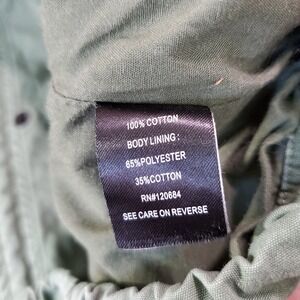 100% COTTON
BODY LINING :
65%POLYESTER
35%COTTON
RN#120684
SEE CARE ON REVERSE